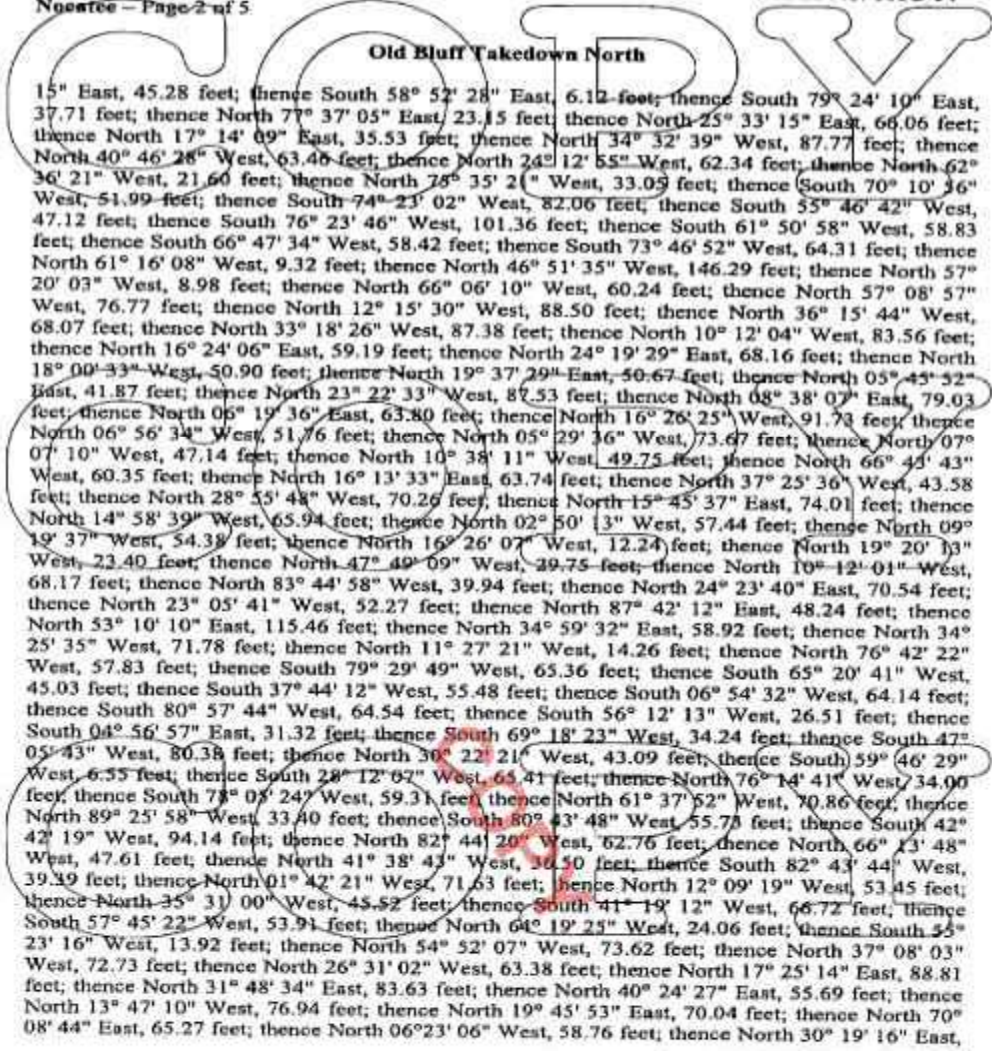 Nocatee – Page 2 of 5
Old Bluff Takedown North
15" East, 45.28 feet; thence South 58° 52' 28" East, 6.12 feet; thence South 79° 24' 10" East,
37.71 feet; thence North 77° 37' 05" East, 23.15 feet; thence North 25° 33' 15" East, 66.06 feet;
thence North 17° 14' 09" East, 35.53 feet; thence North 34° 32' 39" West, 87.77 feet; thence
North 40° 46' 28" West, 63.46 feet; thence North 24° 12' 55" West, 62.34 feet; thence North 62°
36' 21" West, 21.60 feet; thence North 75° 35' 21" West, 33.05 feet; thence South 70° 10' 36"
West, 51.99 feet; thence South 74° 23' 02" West, 82.06 feet; thence South 55° 46' 42" West,
47.12 feet; thence South 76° 23' 46" West, 101.36 feet; thence South 61° 50' 58" West, 58.83
feet; thence South 66° 47' 34" West, 58.42 feet; thence South 73° 46' 52" West, 64.31 feet; thence
North 61° 16' 08" West, 9.32 feet; thence North 46° 51' 35" West, 146.29 feet; thence North 57°
20' 03" West, 8.98 feet; thence North 66° 06' 10" West, 60.24 feet; thence North 57° 08' 57"
West, 76.77 feet; thence North 12° 15' 30" West, 88.50 feet; thence North 36° 15' 44" West,
68.07 feet; thence North 33° 18' 26" West, 87.38 feet; thence North 10° 12' 04" West, 83.56 feet;
thence North 16° 24' 06" East, 59.19 feet; thence North 24° 19' 29" East, 68.16 feet; thence North
18° 00' 33" West, 50.90 feet; thence North 19° 37' 29" East, 50.67 feet; thence North 05° 45' 52"
East, 41.87 feet; thence North 23° 22' 33" West, 87.53 feet; thence North 08° 38' 07" East, 79.03
feet; thence North 06° 19' 36" East, 63.80 feet; thence North 16° 26' 25" West, 91.73 feet; thence
North 06° 56' 34" West, 51.76 feet; thence North 05° 29' 36" West, 73.67 feet; thence North 07°
07' 10" West, 47.14 feet; thence North 10° 38' 11" West, 49.75 feet; thence North 66° 43' 43"
West, 60.35 feet; thence North 16° 13' 33" East, 63.74 feet; thence North 37° 25' 36" West, 43.58
feet; thence North 28° 55' 48" West, 70.26 feet; thence North 15° 45' 37" East, 74.01 feet; thence
North 14° 58' 39" West, 65.94 feet; thence North 02° 50' 13" West, 57.44 feet; thence North 09°
19' 37" West, 54.38 feet; thence North 16° 26' 07" West, 12.24 feet; thence North 19° 20' 13"
West, 23.40 feet; thence North 47° 49' 09" West, 29.75 feet; thence North 10° 12' 01" West,
68.17 feet; thence North 83° 44' 58" West, 39.94 feet; thence North 24° 23' 40" East, 70.54 feet;
thence North 23° 05' 41" West, 52.27 feet; thence North 87° 42' 12" East, 48.24 feet; thence
North 53° 10' 10" East, 115.46 feet; thence North 34° 59' 32" East, 58.92 feet; thence North 34°
25' 35" West, 71.78 feet; thence North 11° 27' 21" West, 14.26 feet; thence North 76° 42' 22"
West, 57.83 feet; thence South 79° 29' 49" West, 65.36 feet; thence South 65° 20' 41" West,
45.03 feet; thence South 37° 44' 12" West, 55.48 feet; thence South 06° 54' 32" West, 64.14 feet;
thence South 80° 57' 44" West, 64.54 feet; thence South 56° 12' 13" West, 26.51 feet; thence
South 04° 56' 57" East, 31.32 feet; thence South 69° 18' 23" West, 34.24 feet; thence South 47°
05' 43" West, 80.38 feet; thence North 30° 22' 21" West, 43.09 feet; thence South 59° 46' 29"
West, 6.55 feet; thence South 28° 12' 07" West, 65.41 feet; thence North 76° 14' 41" West, 34.00
feet; thence South 78° 05' 24" West, 59.31 feet; thence North 61° 37' 52" West, 70.86 feet; thence
North 89° 25' 58" West, 33.40 feet; thence South 80° 43' 48" West, 55.73 feet; thence South 42°
42' 19" West, 94.14 feet; thence North 82° 44' 20" West, 62.76 feet; thence North 66° 13' 48"
West, 47.61 feet; thence North 41° 38' 43" West, 36.50 feet; thence South 82° 43' 44" West,
39.39 feet; thence North 01° 42' 21" West, 71.63 feet; thence North 12° 09' 19" West, 53.45 feet;
thence North 35° 31' 00" West, 45.52 feet; thence South 41° 19' 12" West, 66.72 feet; thence
South 57° 45' 22" West, 53.91 feet; thence North 64° 19' 25" West, 24.06 feet; thence South 55°
23' 16" West, 13.92 feet; thence North 54° 52' 07" West, 73.62 feet; thence North 37° 08' 03"
West, 72.73 feet; thence North 26° 31' 02" West, 63.38 feet; thence North 17° 25' 14" East, 88.81
feet; thence North 31° 48' 34" East, 83.63 feet; thence North 40° 24' 27" East, 55.69 feet; thence
North 13° 47' 10" West, 76.94 feet; thence North 19° 45' 53" East, 70.04 feet; thence North 70°
08' 44" East, 65.27 feet; thence North 06°23' 06" West, 58.76 feet; thence North 30° 19' 16" East,
COPY
COPY
COPY
COPY